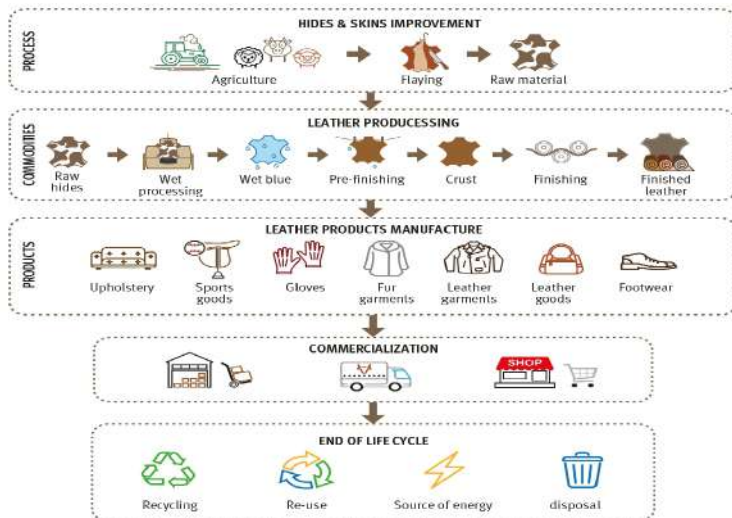 HIDES & SKINS IMPROVEMENT
PROCESS
Agriculture
Flaying
Raw material
LEATHER PRODUCESSING
COMMODITIES
Raw
hides
Wet
processing
Wet blue
Pre-finishing
Crust
Finishing
Finished
leather
LEATHER PRODUCTS MANUFACTURE
PRODUCTS
Upholstery
Sports
goods
Gloves
Fur
garments
Leather
garments
Leather
goods
Footwear
COMMERCIALIZATION
SHOP
END OF LIFE CYCLE
Recycling
Re-use
Source of energy
disposal